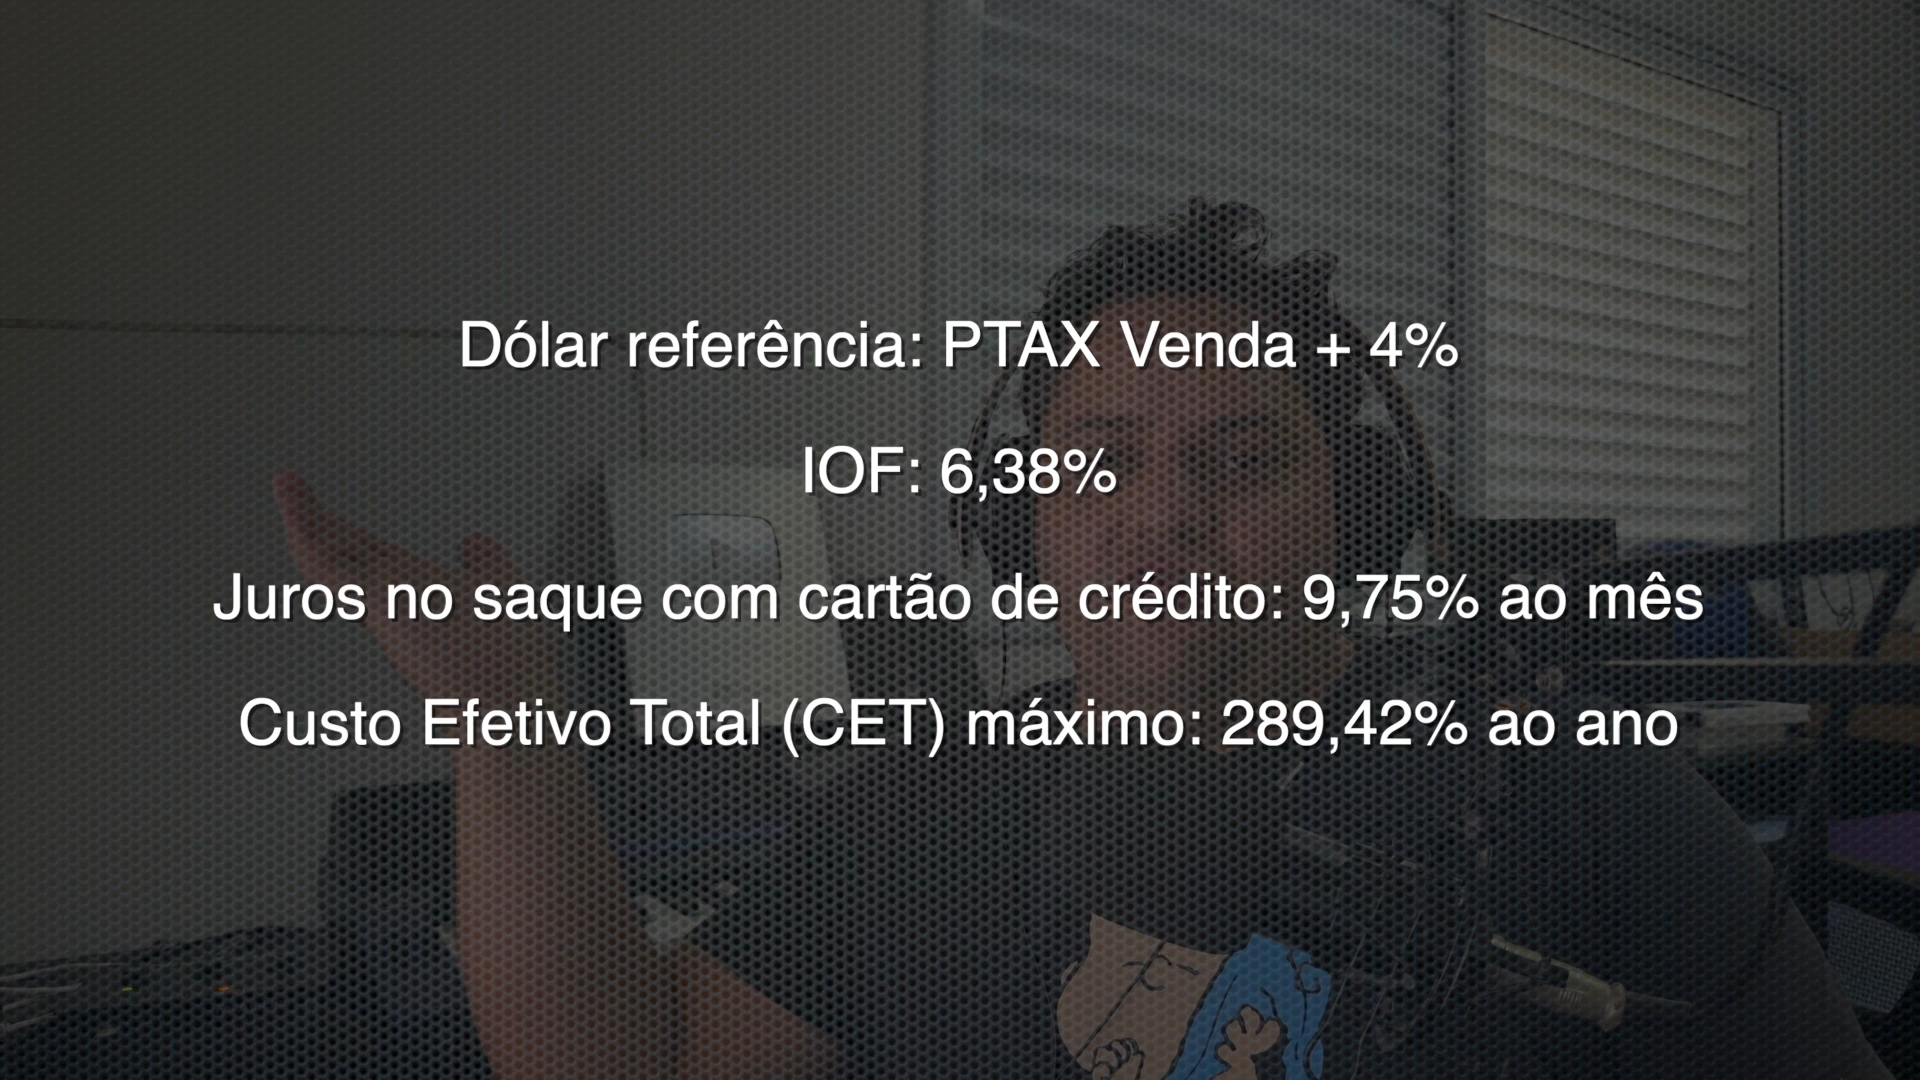 Dólar referência: PTAX Venda + 4%
IOF: 6,38%
Juros no saque com cartão de crédito: 9,75% ao mês
Custo Efetivo Total (CET) máximo: 289,42% ao ano